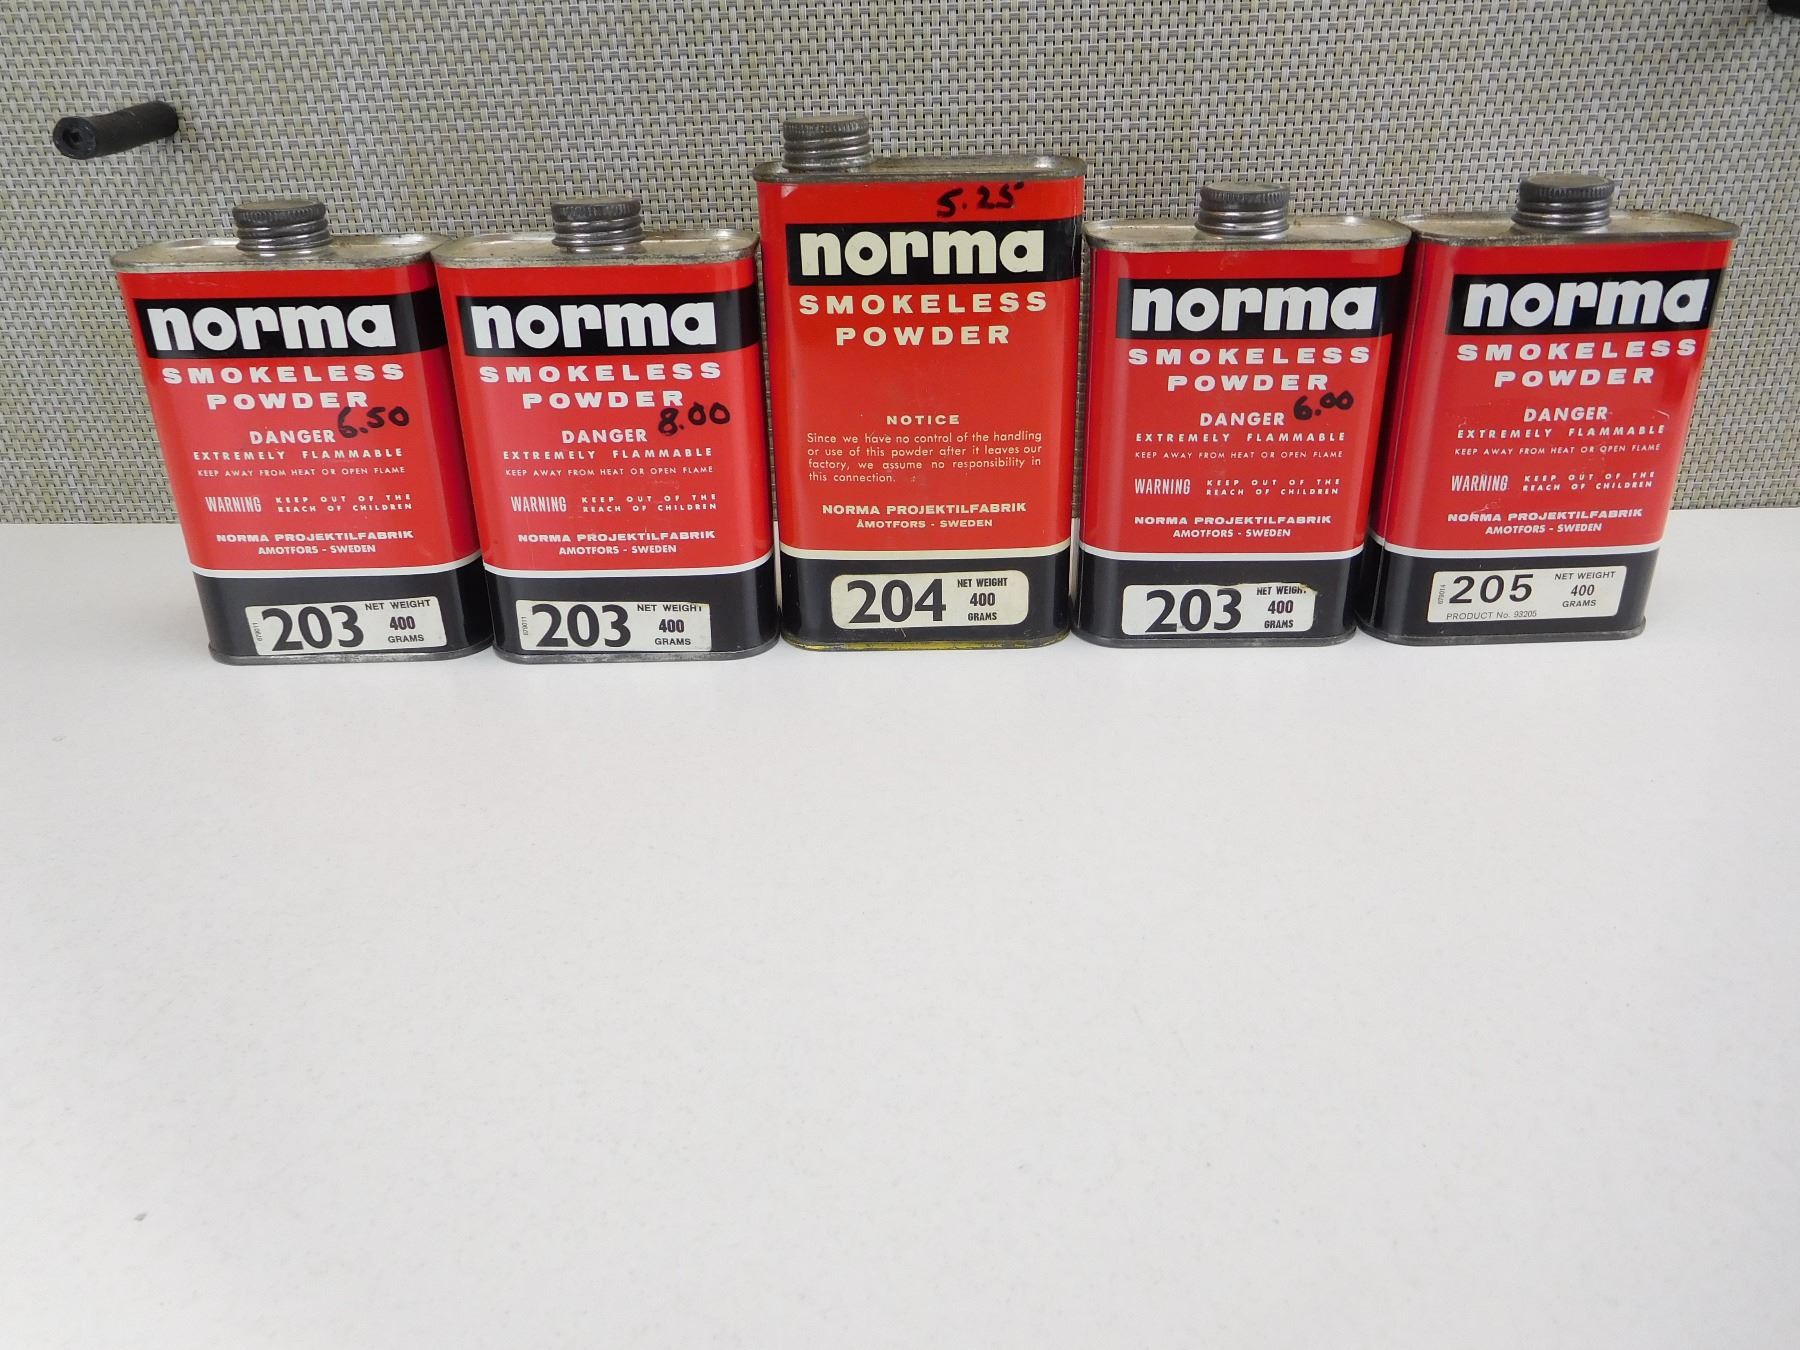 norma
SMOKELESS
POWDER
6.50
DANGER
EXTREMELY FLAMMABLE
KEEP AWAY FROM HEAT OR OPEN FLAME
WARNING KEEP OUT OF THE
REACH OF CHILDREN
NORMA PROJEKTILFABRIK
AMOTFORS - SWEDEN
203 NET WEIGHT
400
GRAMS
norma
SMOKELESS
POWDER
8.00
DANGER
EXTREMELY FLAMMABLE
KEEP AWAY FROM HEAT OR OPEN FLAME
WARNING KEEP OUT OF THE
REACH OF CHILDREN
NORMA PROJEKTILFABRIK
AMOTFORS - SWEDEN
679011
203 NET WEIGHT
400
GRAMS
5.25
norma
SMOKELESS
POWDER
NOTICE
Since we have no control of the handling
or use of this powder after it leaves our
factory, we assume no responsibility in
this connection.
NORMA PROJEKTILFABRIK
ÅMOTFORS - SWEDEN
204 NET WEIGHT
400
GRAMS
norma
SMOKELESS
POWDER
6.00
DANGER
EXTREMELY FLAMMABLE
KEEP AWAY FROM HEAT OR OPEN FLAME
WARNING KEEP OUT OF THE
REACH OF CHILDREN
NORMA PROJEKTILFABRIK
AMOTFORS - SWEDEN
203 NET WEIGHT
400
GRAMS
norma
SMOKELESS
POWDER
DANGER
EXTREMELY FLAMMABLE
KEEP AWAY FROM HEAT OR OPEN FLAME
WARNING KEEP OUT OF THE
REACH OF CHILDREN
NORMA PROJEKTILFABRIK
AMOTFORS - SWEDEN
679014
205 NET WEIGHT
400
GRAMS
PRODUCT No. 93205